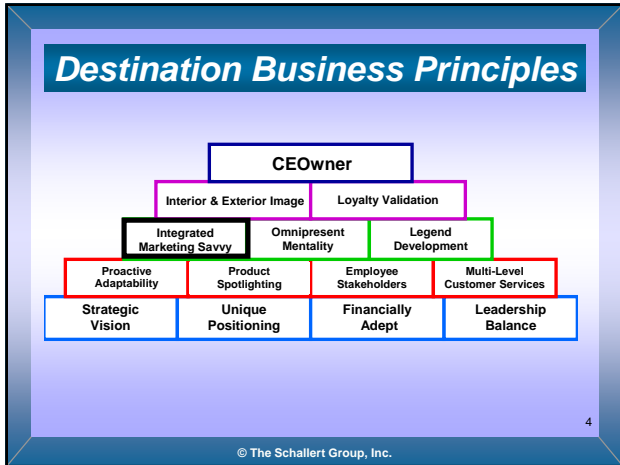 Destination Business Principles
CEOwner
Interior & Exterior Image
Loyalty Validation
Integrated
Marketing Savvy
Omnipresent
Mentality
Legend
Development
Proactive
Adaptability
Product
Spotlighting
Employee
Stakeholders
Multi-Level
Customer Services
Strategic
Vision
Unique
Positioning
Financially
Adept
Leadership
Balance
4
© The Schallert Group, Inc.